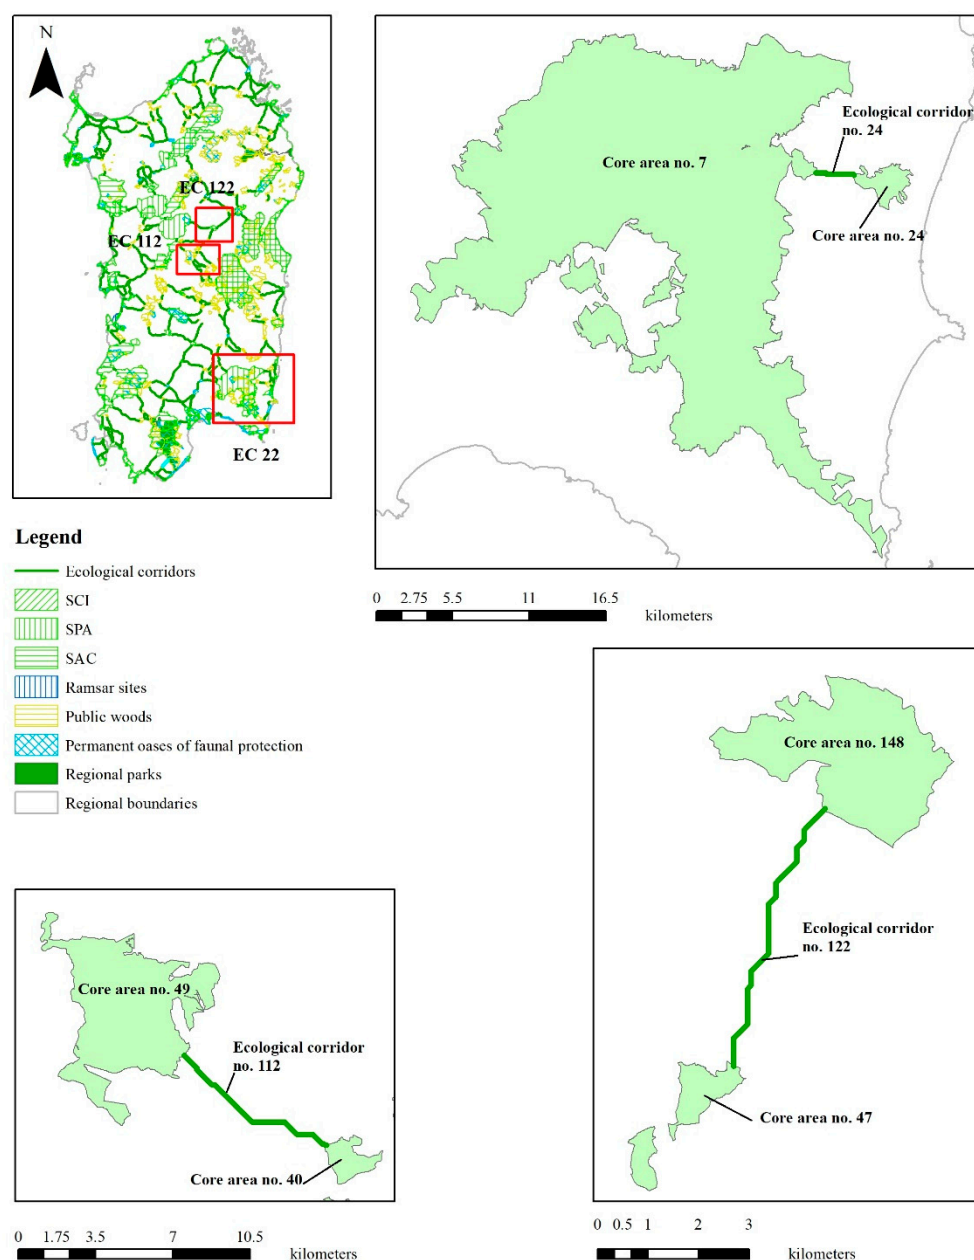 N
EC 122
EC 112
EC 22
Ecological corridor
no. 24
Core area no. 7
Core area no. 24
0 2.75 5.5 11 16.5
kilometers
Legend
Ecological corridors
SCI
SPA
SAC
Ramsar sites
Public woods
Permanent oases of faunal protection
Regional parks
Regional boundaries
Core area no. 148
Ecological corridor
no. 122
Core area no. 47
0 0.5 1 2 3
kilometers
Core area no. 49
Ecological corridor
no. 112
Core area no. 40
0 1.75 3.5 7 10.5
kilometers